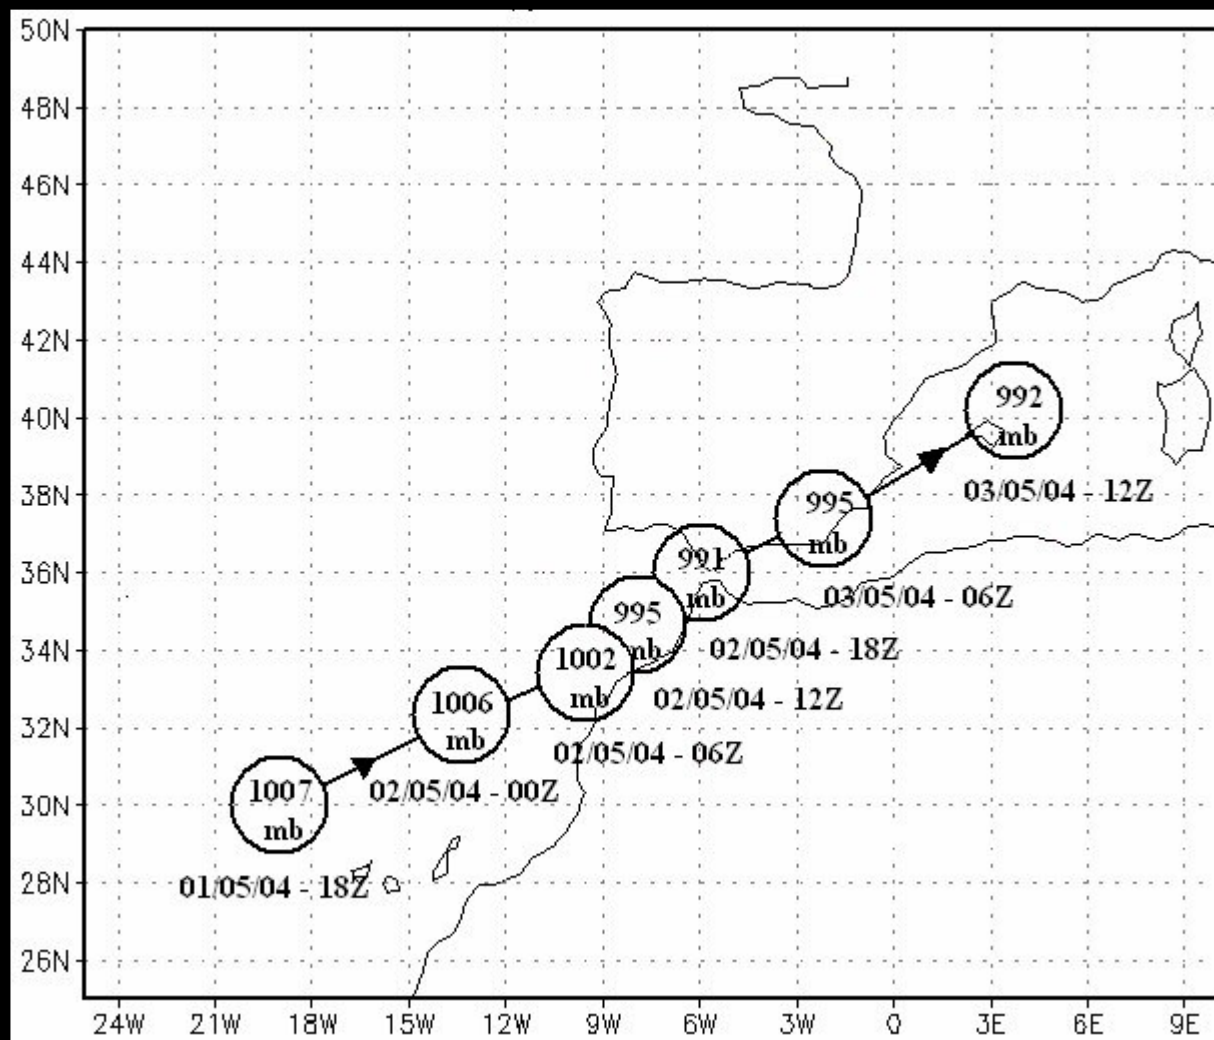 50N
48N
46N
44N
42N
40N
38N
36N
34N
32N
30N
28N
26N
992
mb
03/05/04 - 12Z
995
mb
03/05/04 - 06Z
991
mb
02/05/04 - 18Z
995
mb
02/05/04 - 12Z
1002
mb
02/05/04 - 06Z
1006
mb
02/05/04 - 00Z
1007
mb
01/05/04 - 18Z
24W 21W 18W 15W 12W 9W 6W 3W 0 3E 6E 9E